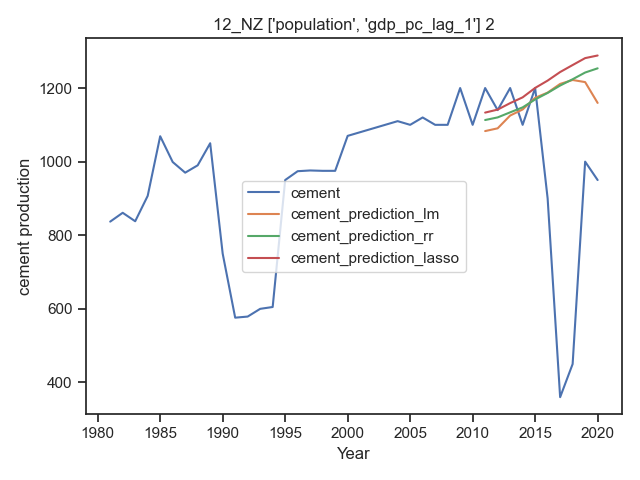 12_NZ ['population', 'gdp_pc_lag_1'] 2
cement production
1200
1000
800
600
400
cement
cement_prediction_lm
cement_prediction_rr
cement_prediction_lasso
1980 1985 1990 1995 2000 2005 2010 2015 2020
Year